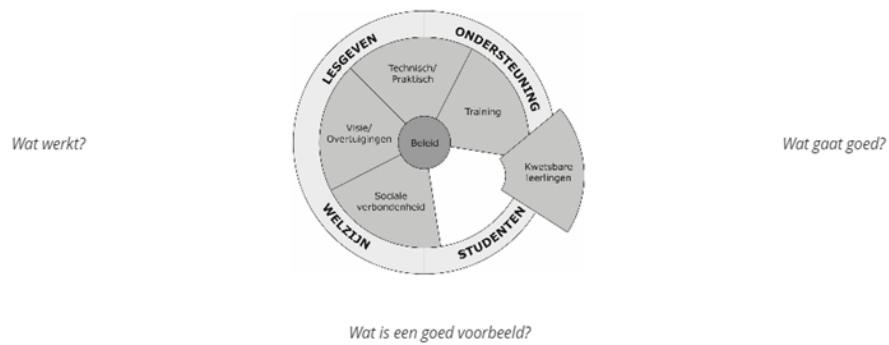 LESGEVEN
ONDERSTEUNING
Technisch/
Praktisch
Training
Wat werkt?
Visie/
Overtuigingen
Beleid
Wat gaat goed?
Kwetsbare
leerlingen
Sociale
verbondenheid
WELZIJN
STUDENTEN
Wat is een goed voorbeeld?